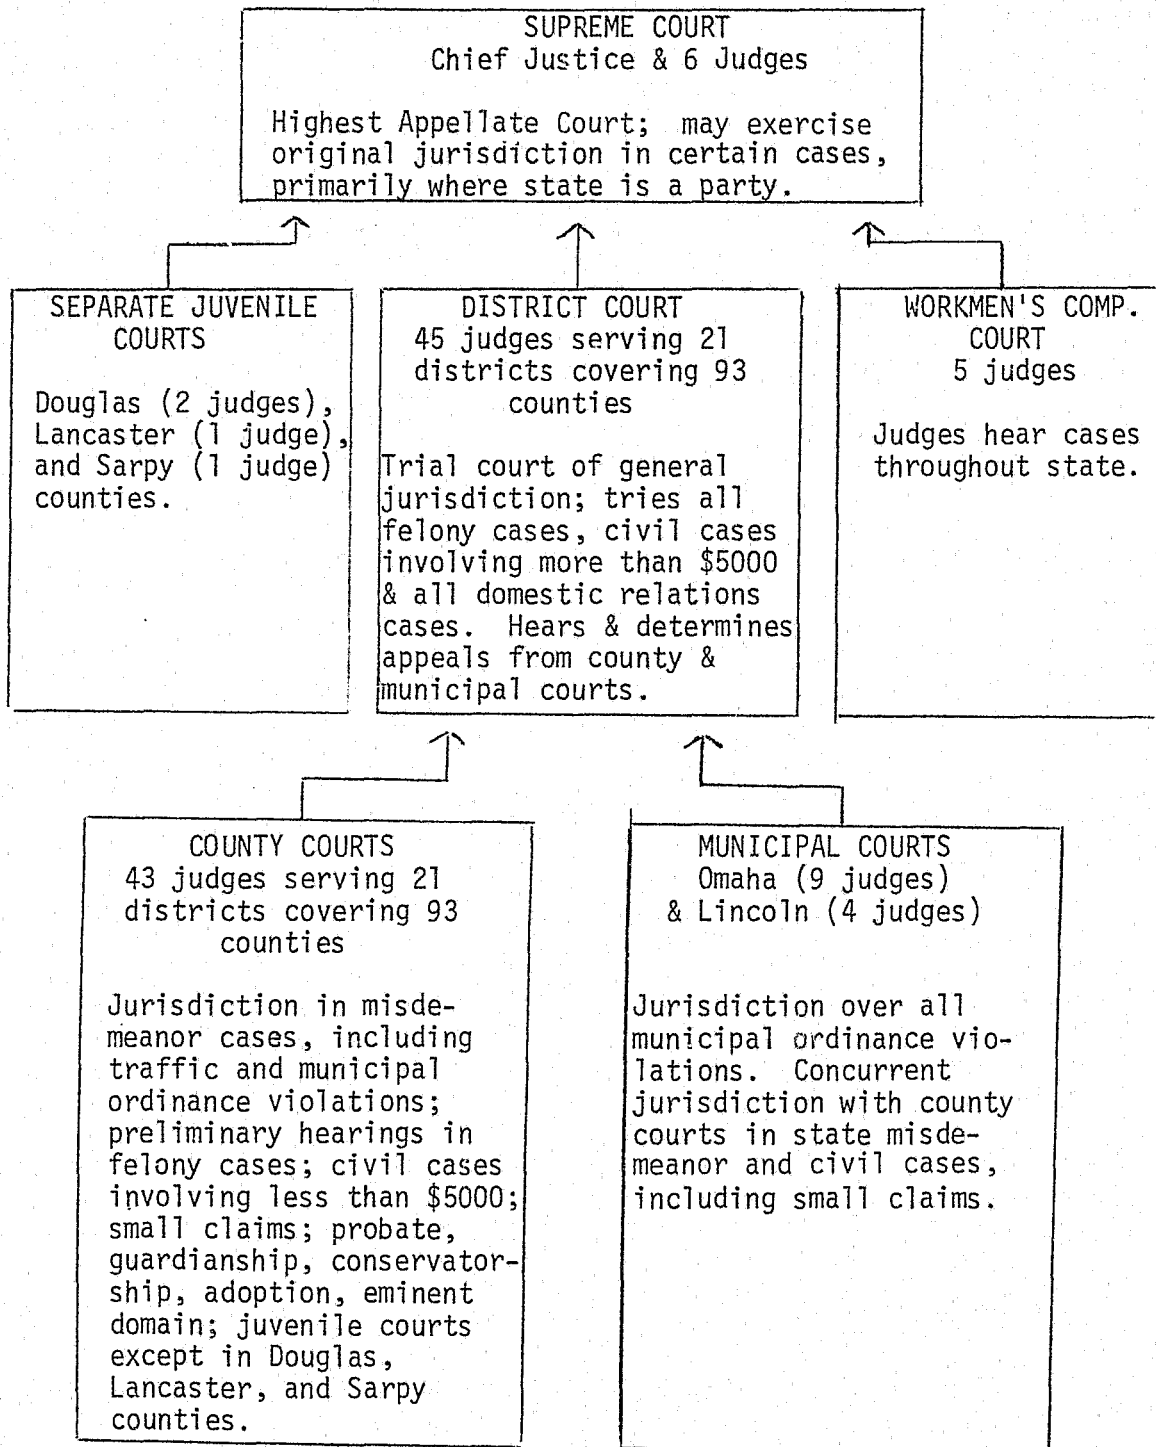 SUPREME COURT
Chief Justice & 6 Judges
Highest Appellate Court; may exercise
original jurisdiction in certain cases,
primarily where state is a party.
SEPARATE JUVENILE
COURTS
Douglas (2 judges),
Lancaster (1 judge),
and Sarpy (1 judge)
counties.
DISTRICT COURT
45 judges serving 21
districts covering 93
counties
Trial court of general
jurisdiction; tries all
felony cases, civil cases
involving more than $5000
& all domestic relations
cases. Hears & determines
appeals from county &
municipal courts.
WORKMEN'S COMP.
COURT
5 judges
Judges hear cases
throughout state.
COUNTY COURTS
43 judges serving 21
districts covering 93
counties
Jurisdiction in misde-
meanor cases, including
traffic and municipal
ordinance violations;
preliminary hearings in
felony cases; civil cases
involving less than $5000;
small claims; probate,
guardianship, conservator-
ship, adoption, eminent
domain; juvenile courts
except in Douglas,
Lancaster, and Sarpy
counties.
MUNICIPAL COURTS
Omaha (9 judges)
& Lincoln (4 judges)
Jurisdiction over all
municipal ordinance vio-
lations. Concurrent
jurisdiction with county
courts in state misde-
meanor and civil cases,
including small claims.